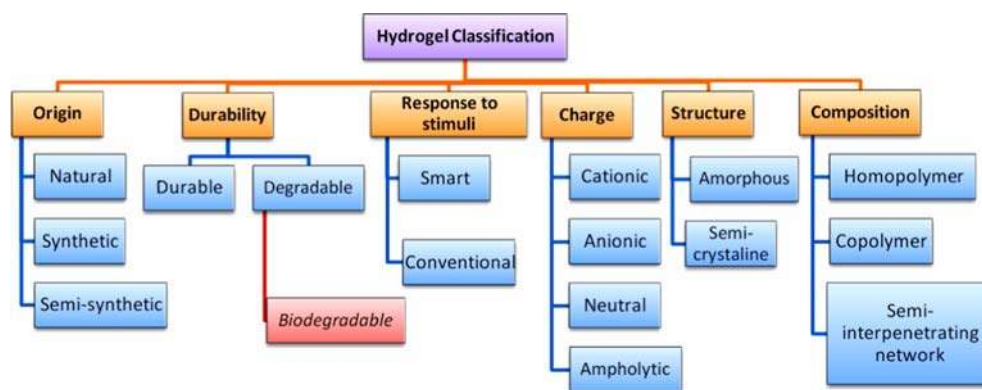 Hydrogel Classification
Origin
Durability
Response to
stimuli
Charge
Structure
Composition
Natural
Synthetic
Semi-synthetic
Durable
Degradable
Biodegradable
Smart
Conventional
Cationic
Anionic
Neutral
Ampholytic
Amorphous
Semi-
crystaline
Homopolymer
Copolymer
Semi-
interpenetrating
network